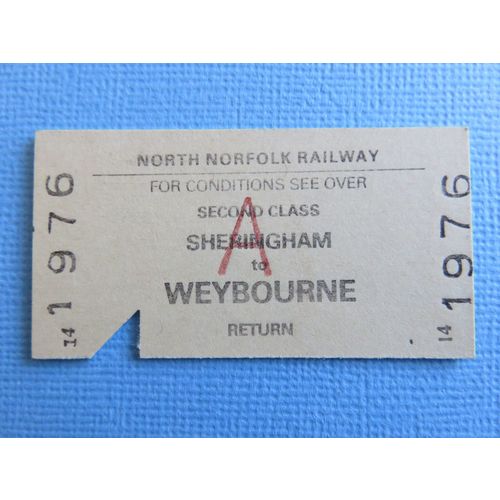 NORTH NORFOLK RAILWAY
FOR CONDITIONS SEE OVER
SECOND CLASS
SHERINGHAM
to
WEYBOURNE
RETURN
A
14 1976
14 1976